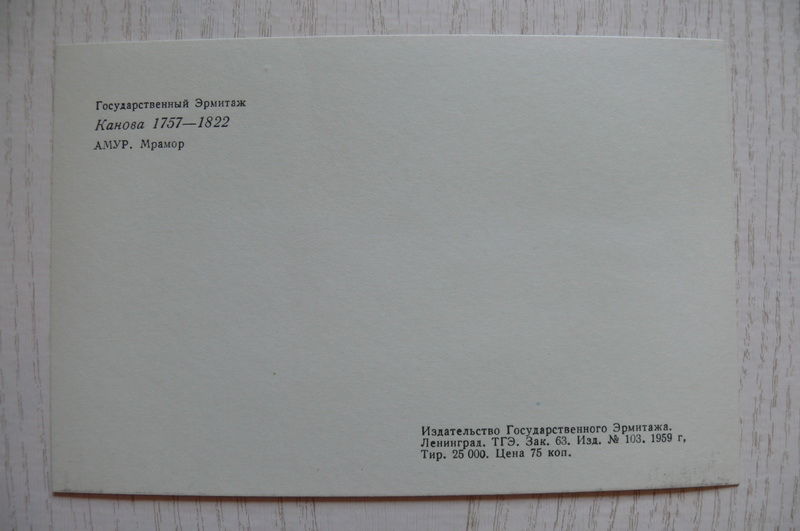 Государственный Эрмитаж
Канова 1757—1822
АМУР. Мрамор
Издательство Государственного Эрмитажа.
Ленинград. ТГЭ. Зак. 63. Изд. № 103. 1959 г,
Тир. 25 000. Цена 75 коп.